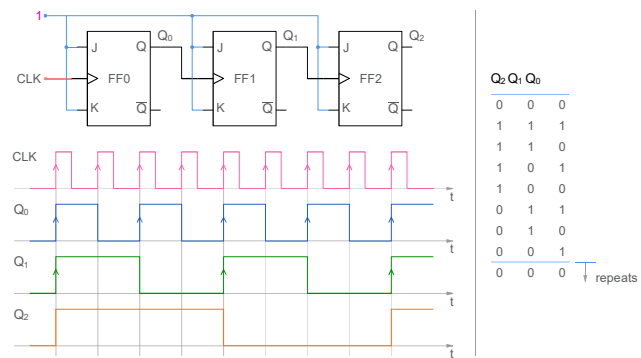 1
Q0 Q1 Q2
J Q J Q J Q
CLK FF0 FF1 FF2
K Q̅ K Q̅ K Q̅
CLK
t
Q0
t
Q1
t
Q2
t
Q2 Q1 Q0
0 0 0
1 1 1
1 1 0
1 0 1
1 0 0
0 1 1
0 1 0
0 0 1
0 0 0
repeats